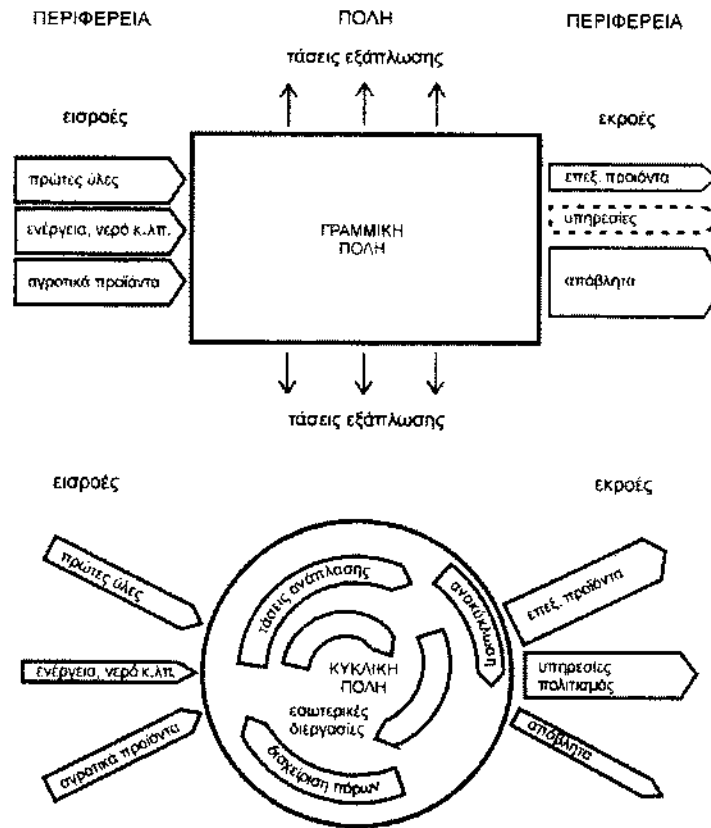 ΠΕΡΙΦΕΡΕΙΑ
ΠΟΛΗ
ΠΕΡΙΦΕΡΕΙΑ
τάσεις εξάπλωσης
εισροές
εκροές
πρώτες ύλες
ενέργεια, νερό κ.λπ.
αγροτικά προϊόντα
ΓΡΑΜΜΙΚΗ
ΠΟΛΗ
επεξ. προϊόντα
υπηρεσίες
απόβλητα
τάσεις εξάπλωσης
εισροές
εκροές
πρώτες ύλες
ενέργεια, νερό κ.λπ.
αγροτικά προϊόντα
τάσεις ανάπλασης
ανακύκλωση
ΚΥΚΛΙΚΗ
ΠΟΛΗ
εσωτερικές
διεργασίες
διαχείριση πόρων
επεξ. προϊόντα
υπηρεσίες
πολιτισμός
απόβλητα